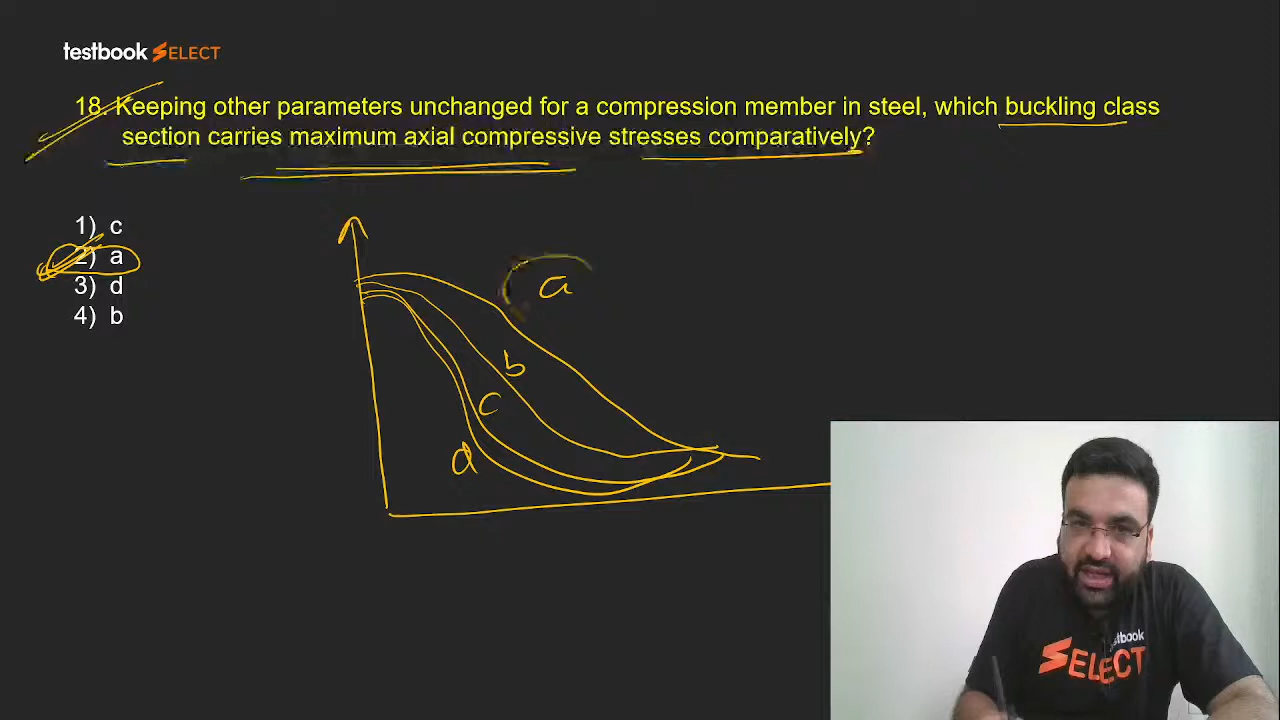 testbook SELECT
18. Keeping other parameters unchanged for a compression member in steel, which buckling class
section carries maximum axial compressive stresses comparatively?
1) c
2) a
3) d
4) b
a
b
c
d
testbook
SELECT